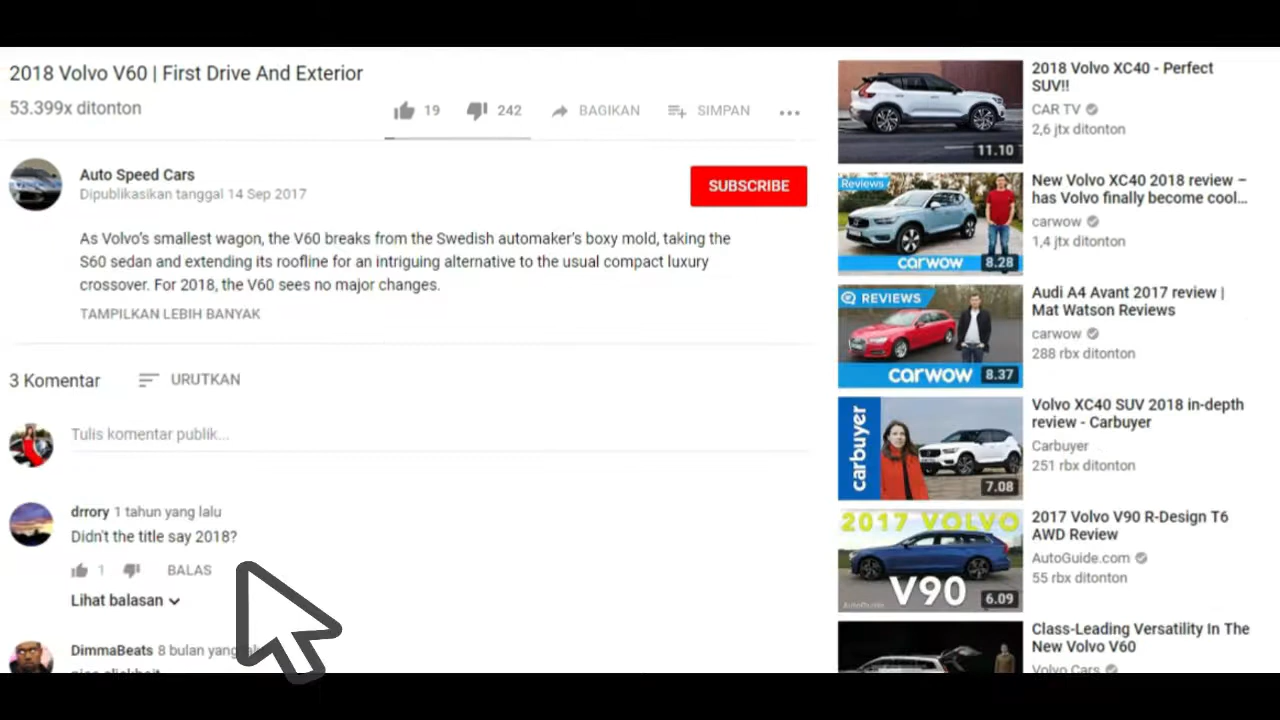 2018 Volvo V60 | First Drive And Exterior
53.399x ditonton
19
242
BAGIKAN
SIMPAN
Auto Speed Cars
Dipublikasikan tanggal 14 Sep 2017
SUBSCRIBE
As Volvo's smallest wagon, the V60 breaks from the Swedish automaker's boxy mold, taking the
S60 sedan and extending its roofline for an intriguing alternative to the usual compact luxury
crossover. For 2018, the V60 sees no major changes.
TAMPILKAN LEBIH BANYAK
3 Komentar
URUTKAN
Tulis komentar publik...
drrory 1 tahun yang lalu
Didn't the title say 2018?
1
BALAS
Lihat balasan
DimmaBeats 8 bulan yang
11.10
2018 Volvo XC40 - Perfect
SUV!!
CAR TV
2,6 jtx ditonton
Reviews
carwow
8.28
New Volvo XC40 2018 review –
has Volvo finally become cool...
carwow
1,4 jtx ditonton
REVIEWS
carwow
8.37
Audi A4 Avant 2017 review |
Mat Watson Reviews
carwow
288 rbx ditonton
carbuyer
7.08
Volvo XC40 SUV 2018 in-depth
review - Carbuyer
Carbuyer
251 rbx ditonton
2017 VOLVO
V90
AutoGuide
6.09
2017 Volvo V90 R-Design T6
AWD Review
AutoGuide.com
55 rbx ditonton
Class-Leading Versatility In The
New Volvo V60
Volvo Cars